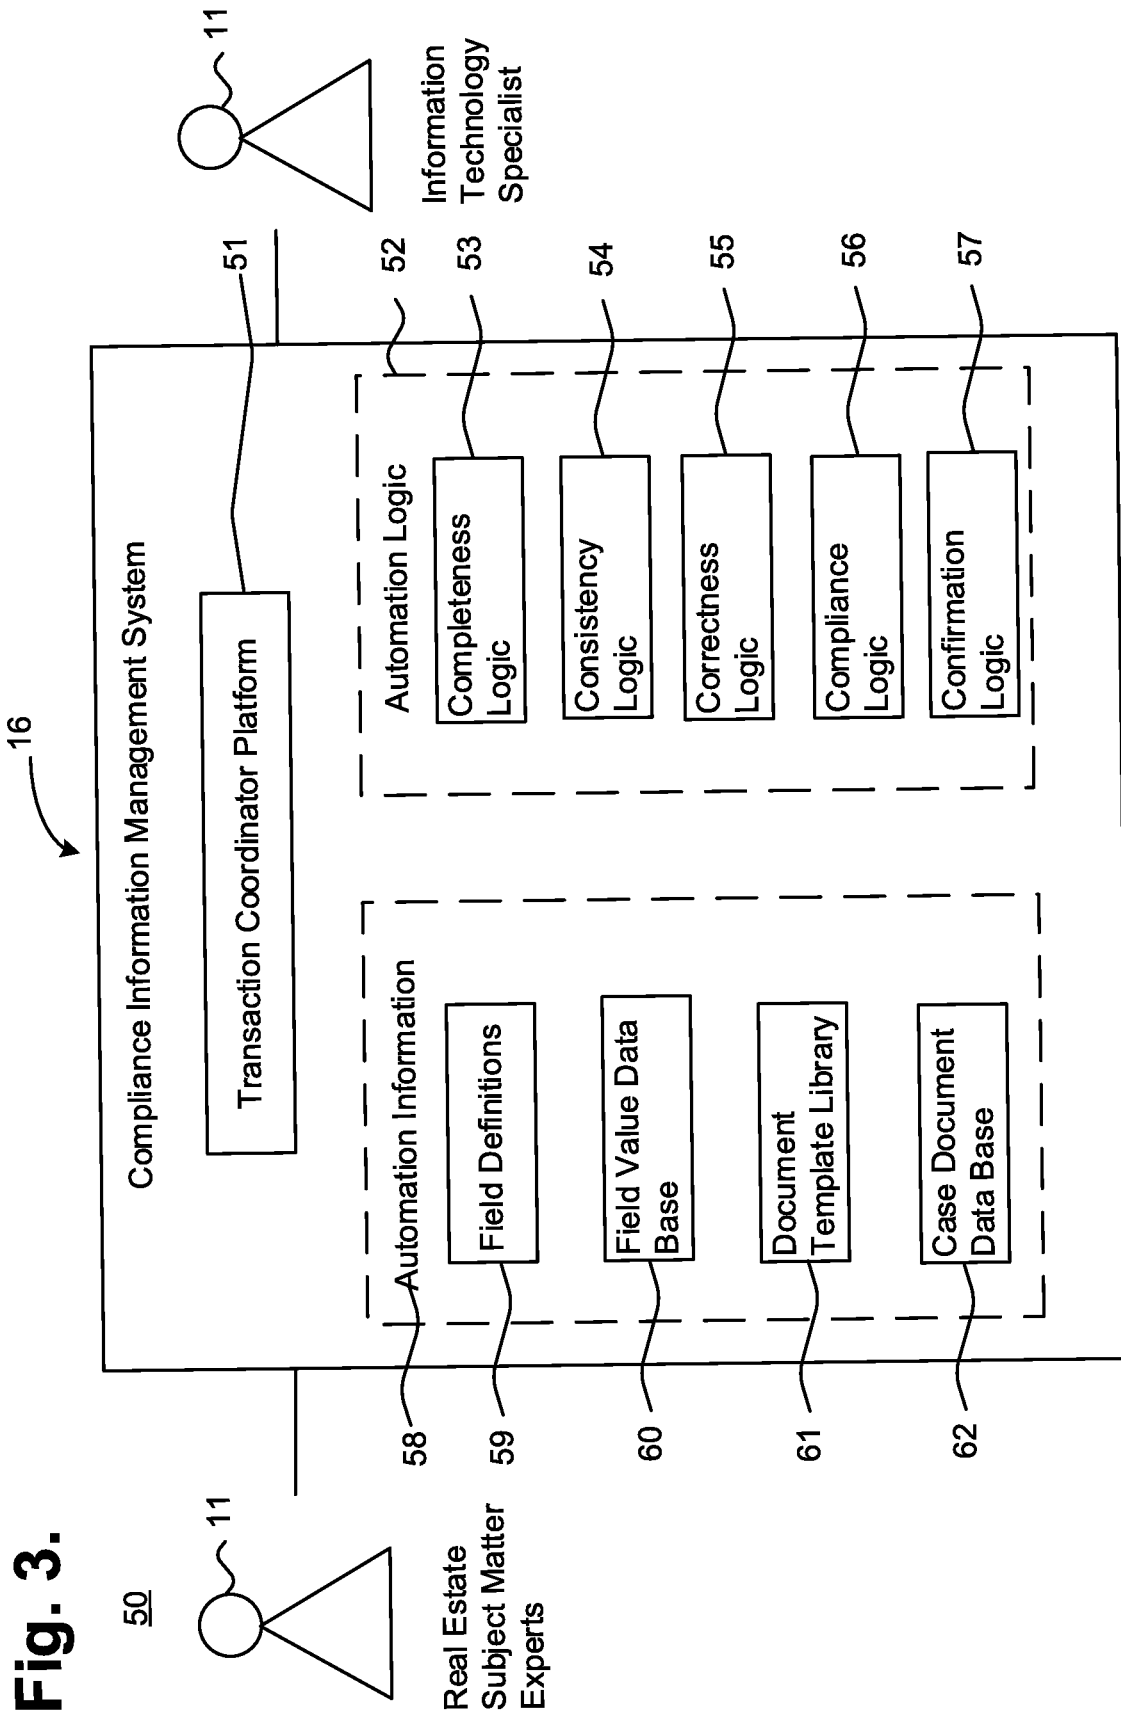 Fig. 3.
50
16
11
11
Real Estate
Subject Matter
Experts
Information
Technology
Specialist
Compliance Information Management System
Transaction Coordinator Platform
51
Automation Information
58
Field Definitions
59
Field Value Data
Base
60
Document
Template Library
61
Case Document
Data Base
62
Automation Logic
52
Completeness
Logic
53
Consistency
Logic
54
Correctness
Logic
55
Compliance
Logic
56
Confirmation
Logic
57